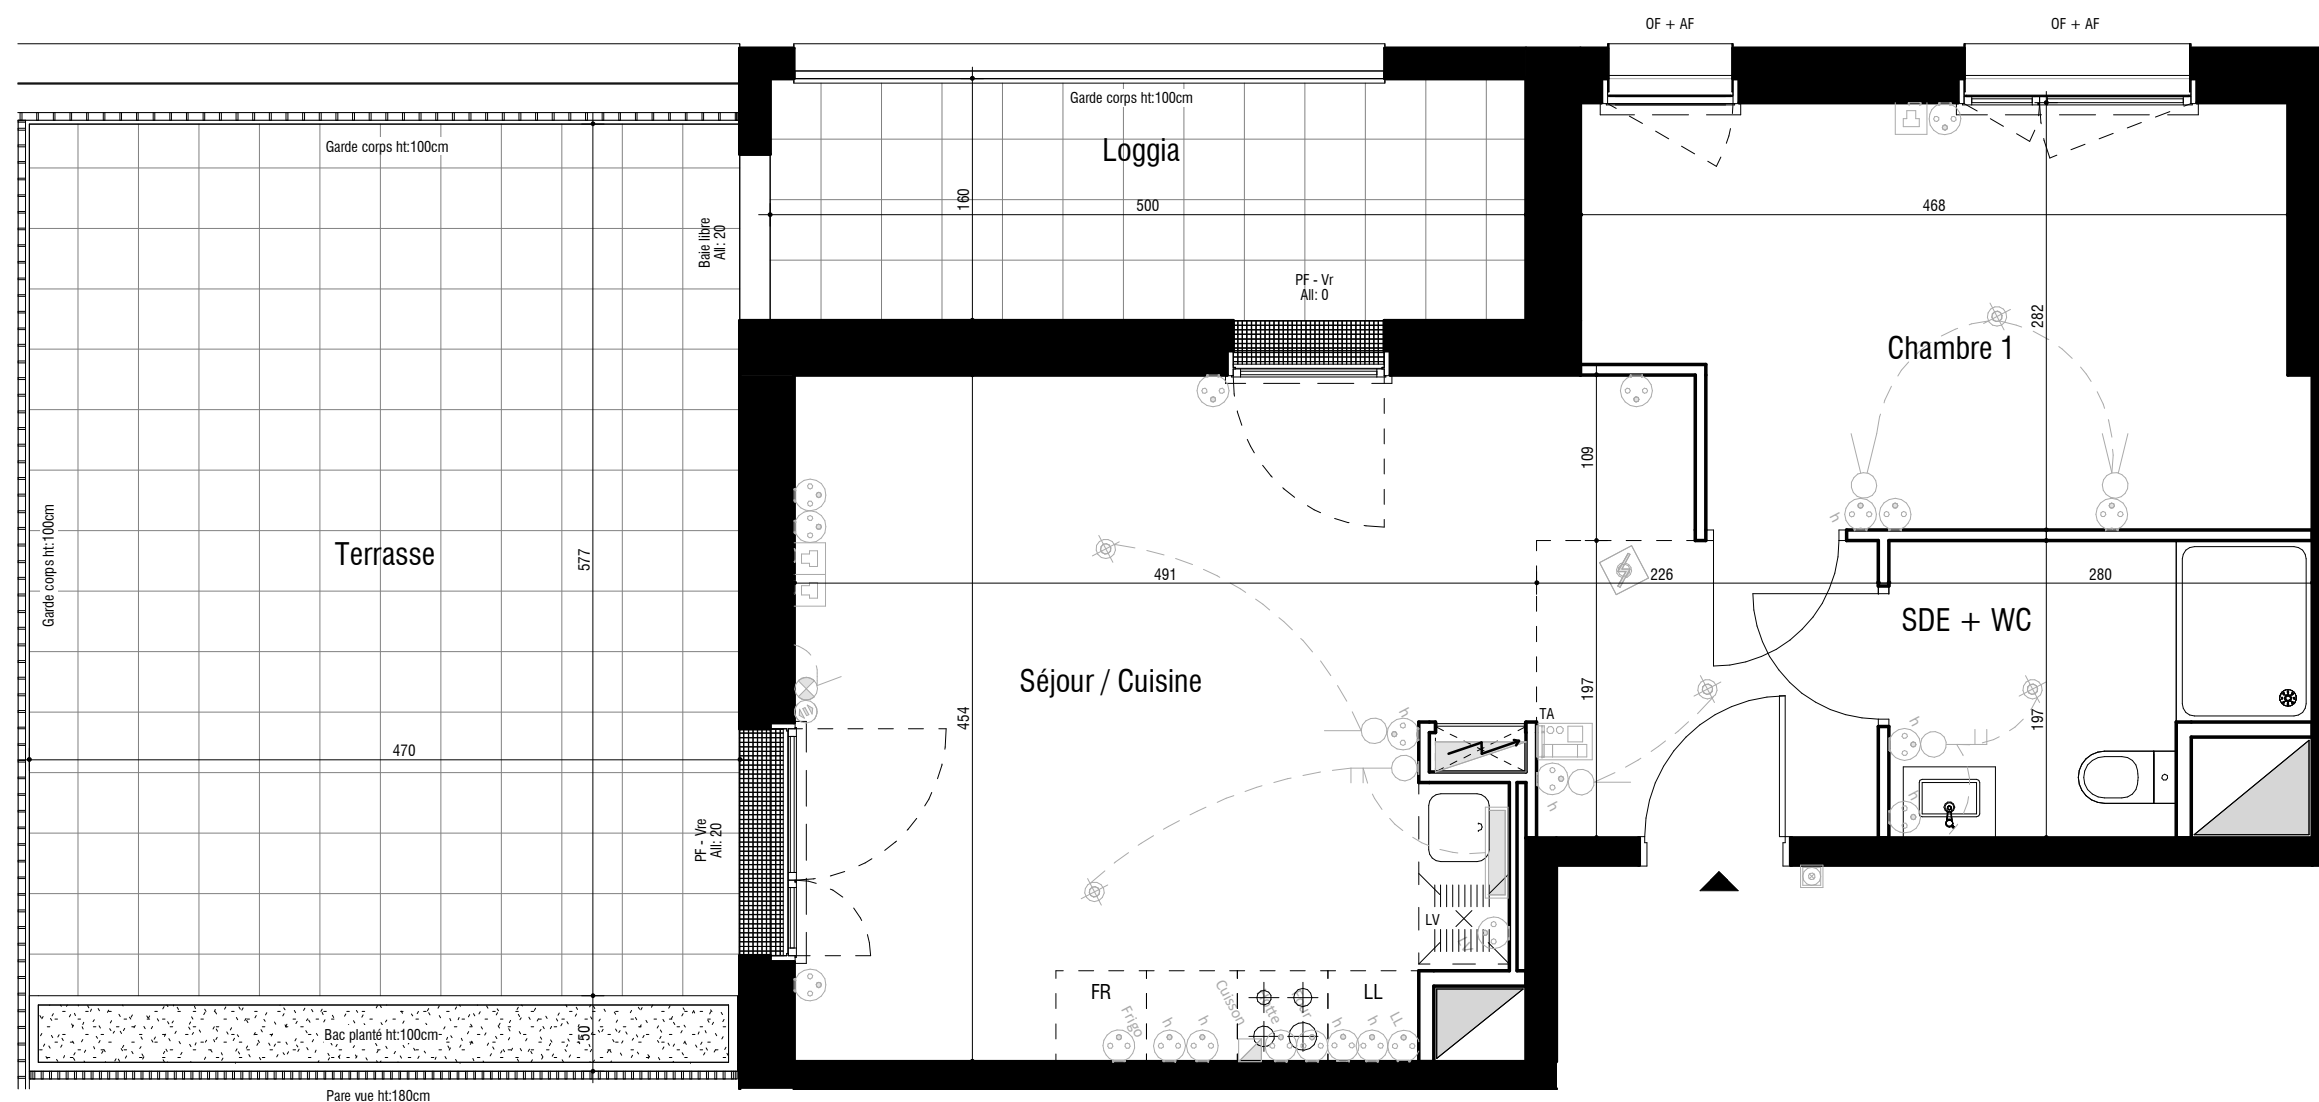 OF + AF
OF + AF
Garde corps ht:100cm
Garde corps ht:100cm
Loggia
160
500
468
Baie libre
All: 20
PF - Vr
All: 0
282
Chambre 1
109
h
Garde corps ht:100cm
Terrasse
577
491
226
280
SDE + WC
Séjour / Cuisine
197
454
h
TA
h
197
470
h
h
PF - Vre
All: 20
LV
FR
LL
Frigo
h
h
Cuisson
h
h
LL
Bac planté ht:100cm
50
Pare vue ht:180cm